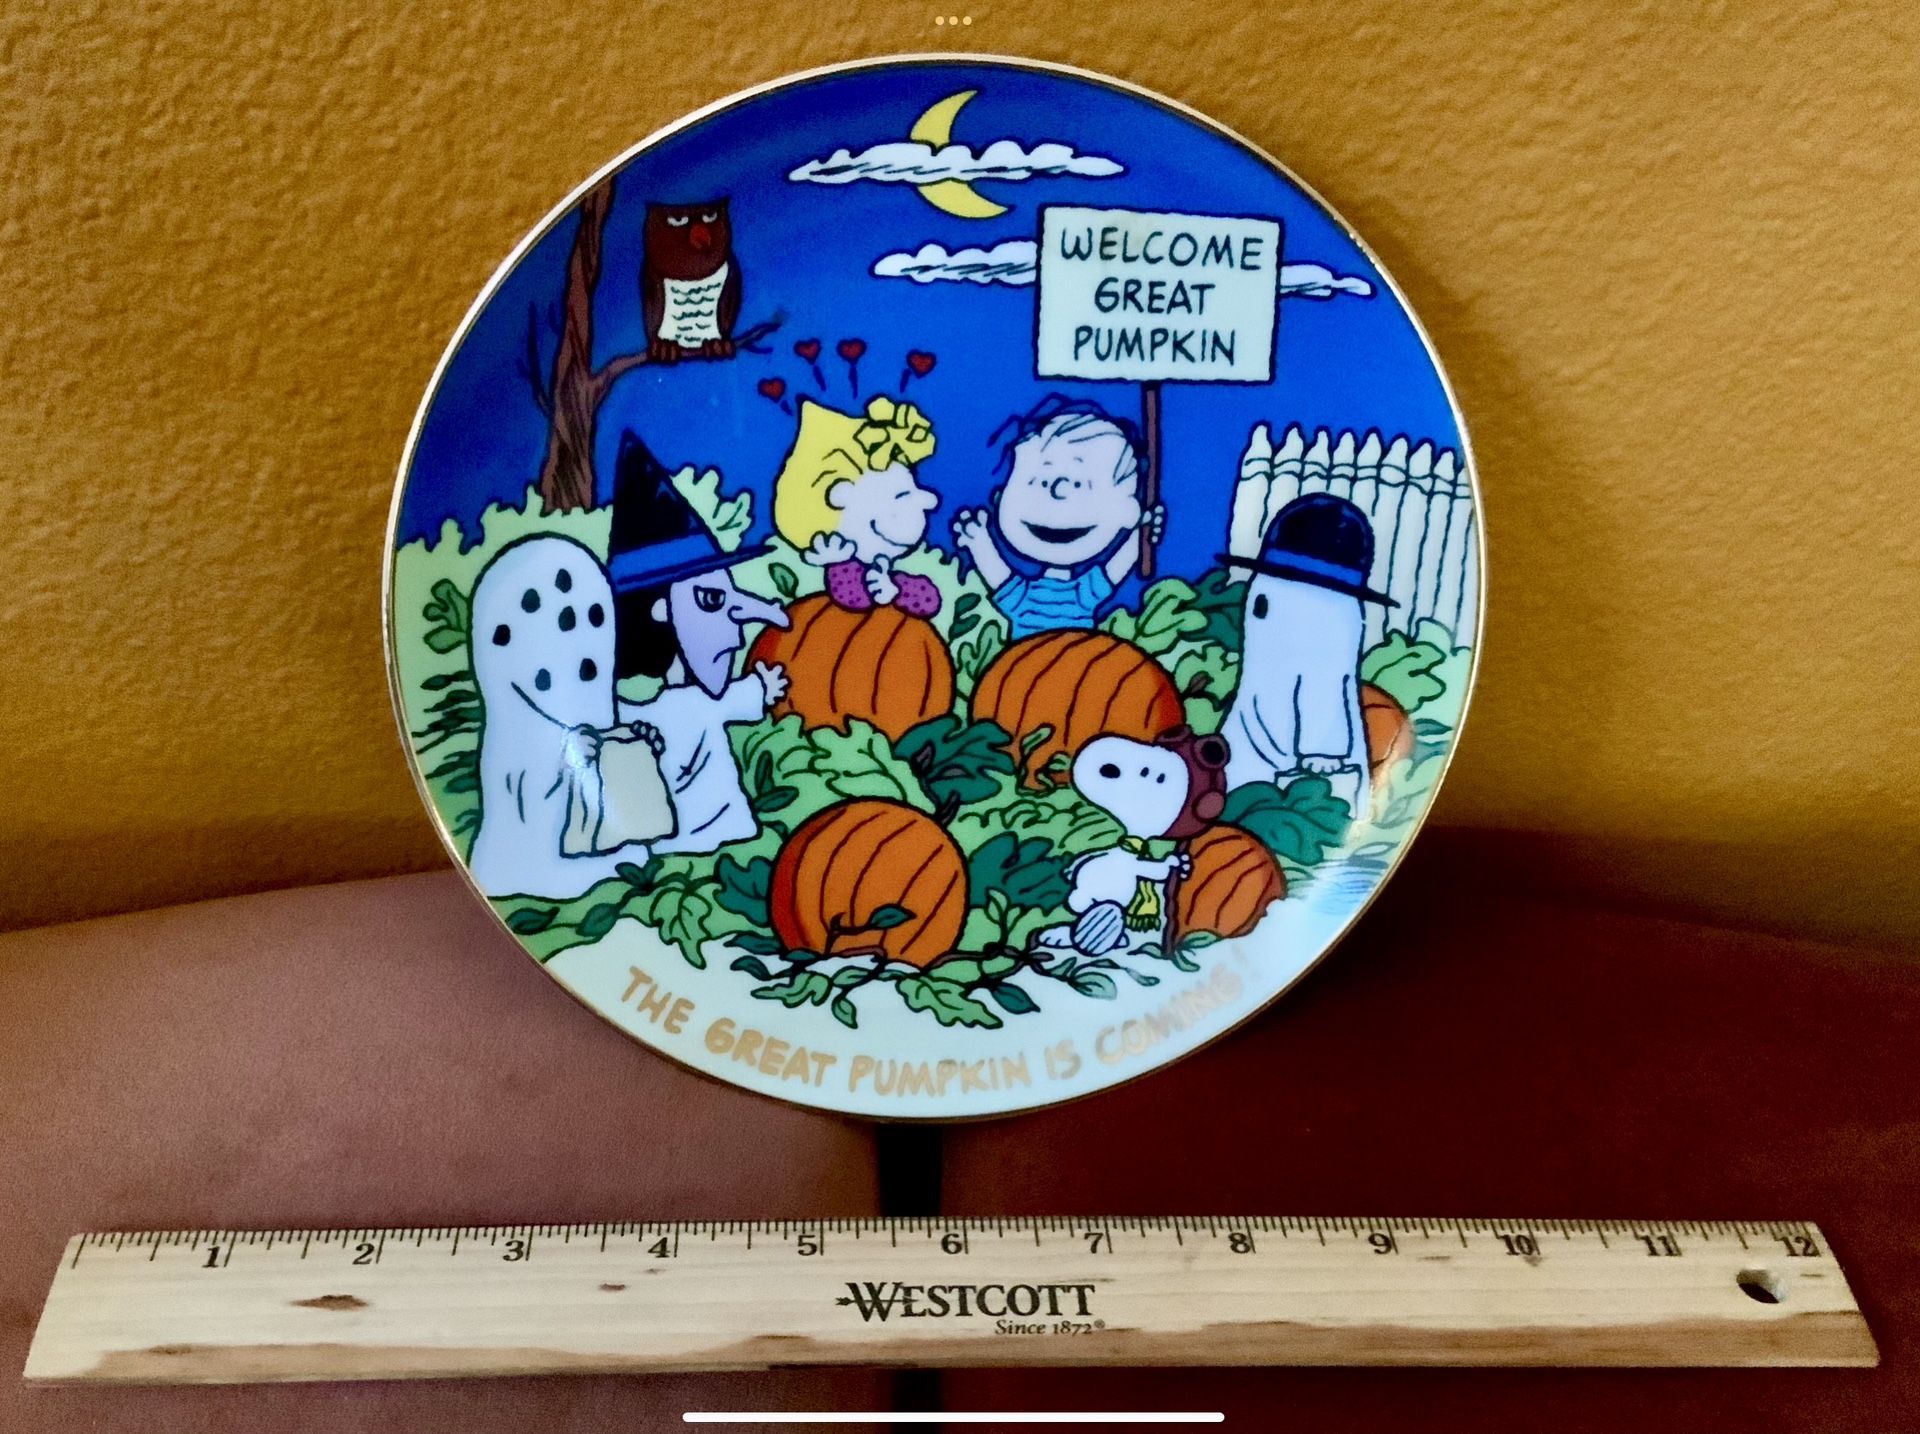 WELCOME
GREAT
PUMPKIN
THE GREAT PUMPKIN IS COMING!
1 2 3 4 5 6 7 8 9 10 11 12
WESTCOTT
Since 1872®